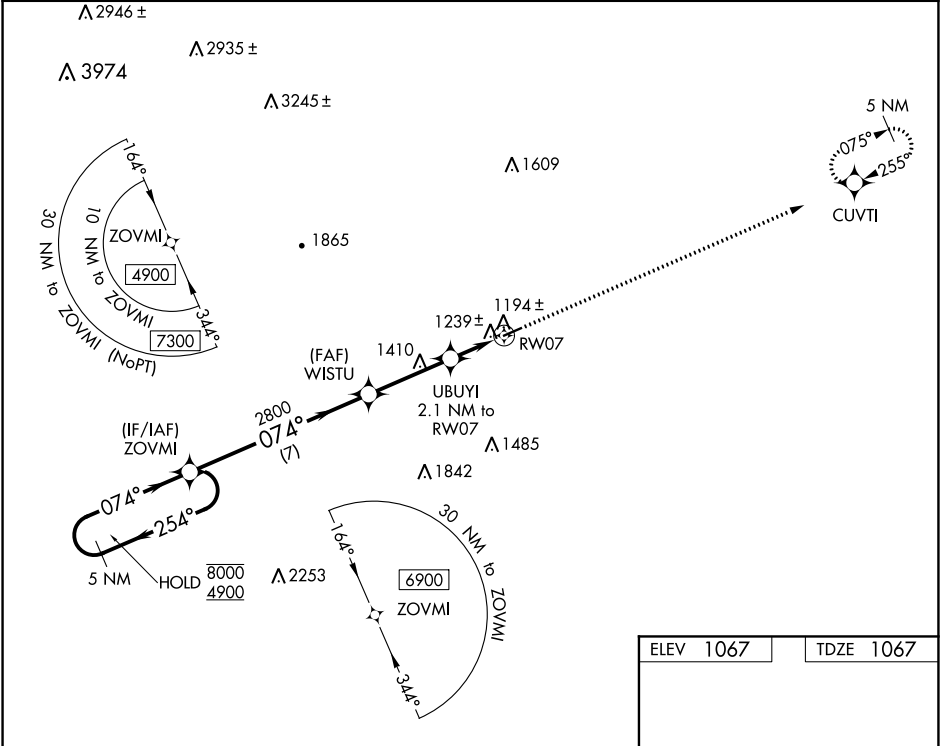 2946 ±
2935 ±
3974
3245 ±
5 NM
075°
255°
CUVTI
1609
164°
ZOVMI
4900
10 NM to ZOVMI
7300
30 NM to ZOVMI (NoPT)
344°
1865
1194 ±
1239 ±
RW07
1410
(FAF)
WISTU
UBUYI
2.1 NM to
RW07
2800
074°
(7)
(IF/IAF)
ZOVMI
1485
1842
074°
254°
5 NM
HOLD
8000
4900
2253
30 NM to ZOVMI
164°
6900
ZOVMI
344°
ELEV 1067
TDZE 1067